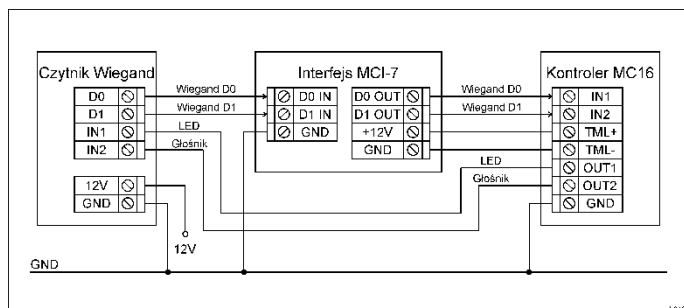 Czytnik Wiegand
D0
D1
IN1
IN2
12V
GND
Wiegand D0
Wiegand D1
LED
Głośnik
12V
Interfejs MCI-7
D0 IN
D1 IN
GND
D0 OUT
D1 OUT
+12V
GND
Wiegand D0
Wiegand D1
LED
Głośnik
Kontroler MC16
IN1
IN2
TML+
TML-
OUT1
OUT2
GND
GND